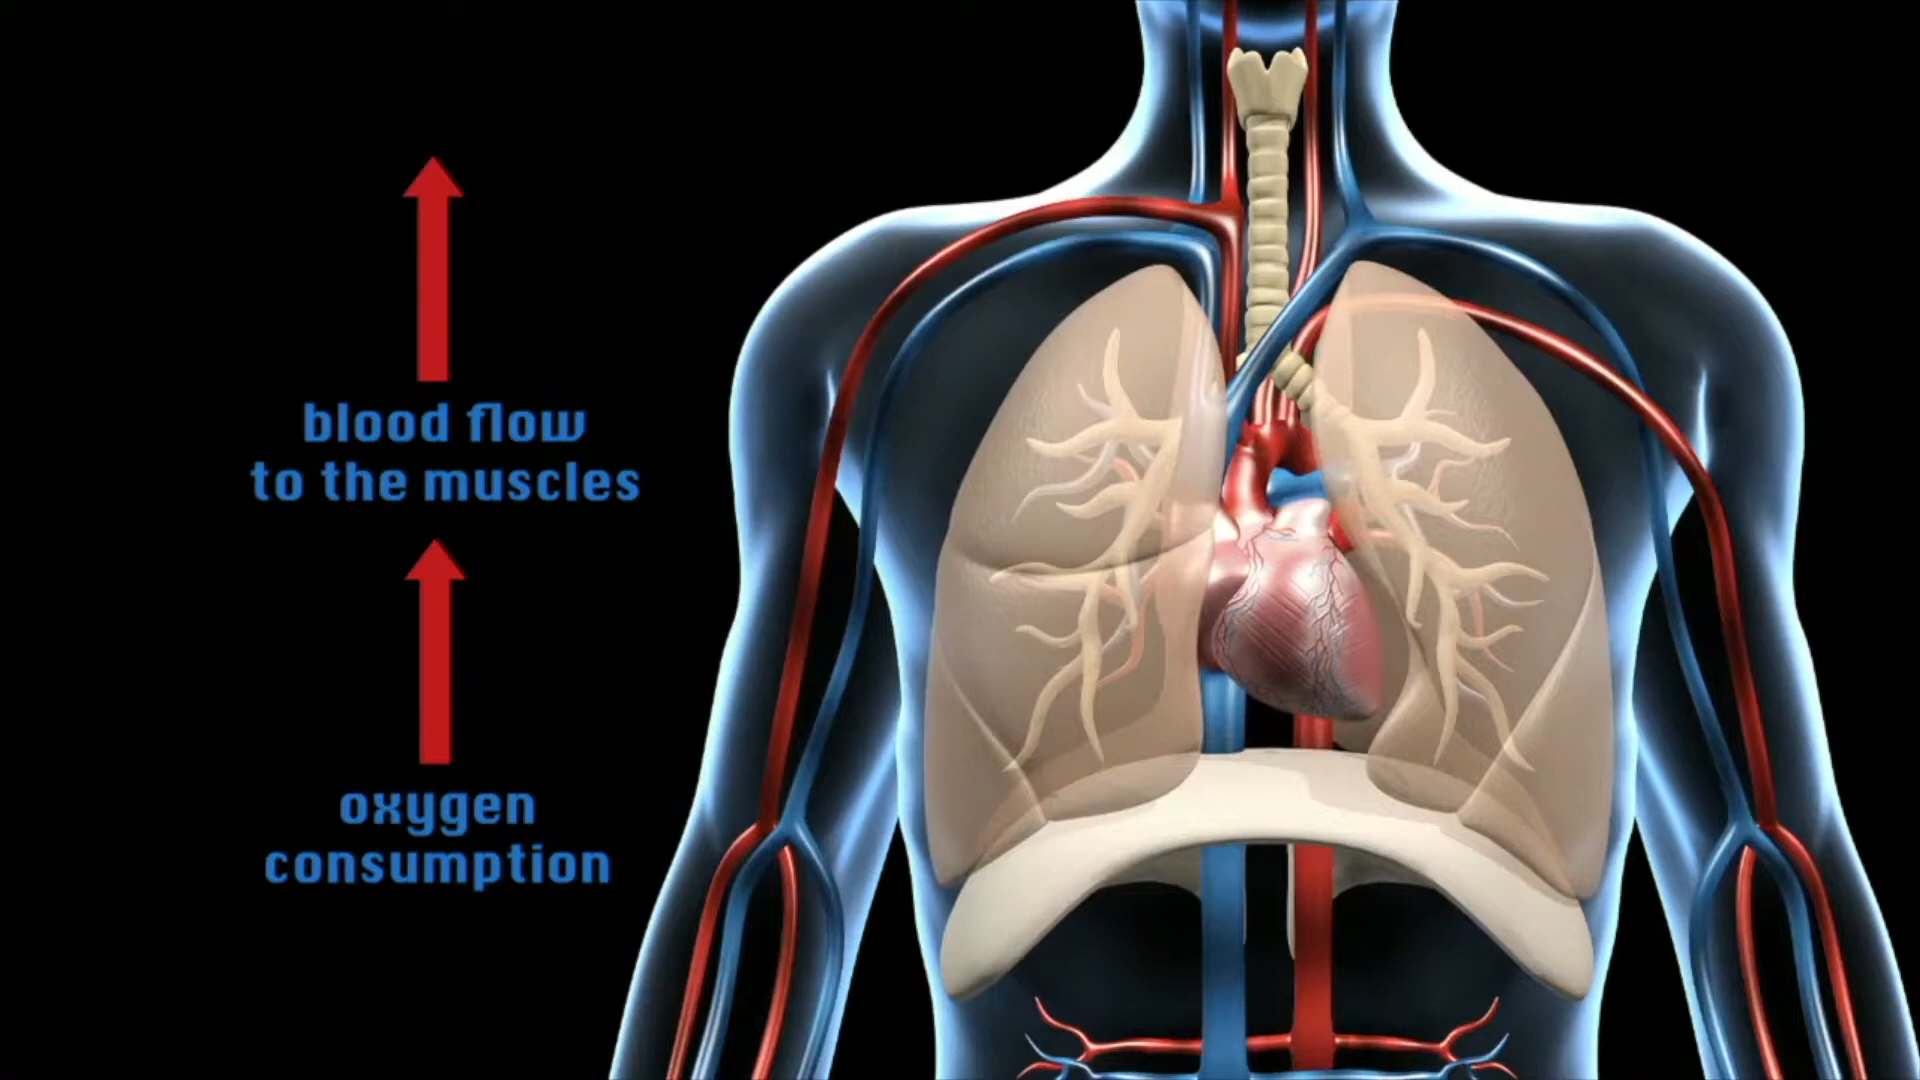 blood flow
to the muscles
oxygen
consumption